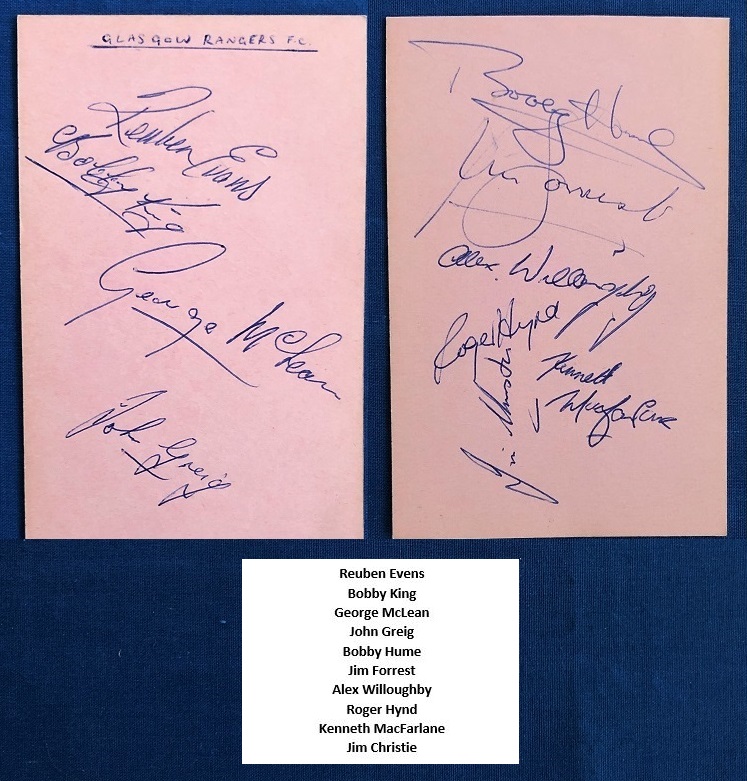 GLASGOW RANGERS F.C.
Reuben Evans
Bobby King
George McLean
John Greig
Bobby Hume
Jim Forrest
Alex. Willoughby
Roger Hynd
Kenneth MacFarlane
Jim Christie
Reuben Evens
Bobby King
George McLean
John Greig
Bobby Hume
Jim Forrest
Alex Willoughby
Roger Hynd
Kenneth MacFarlane
Jim Christie